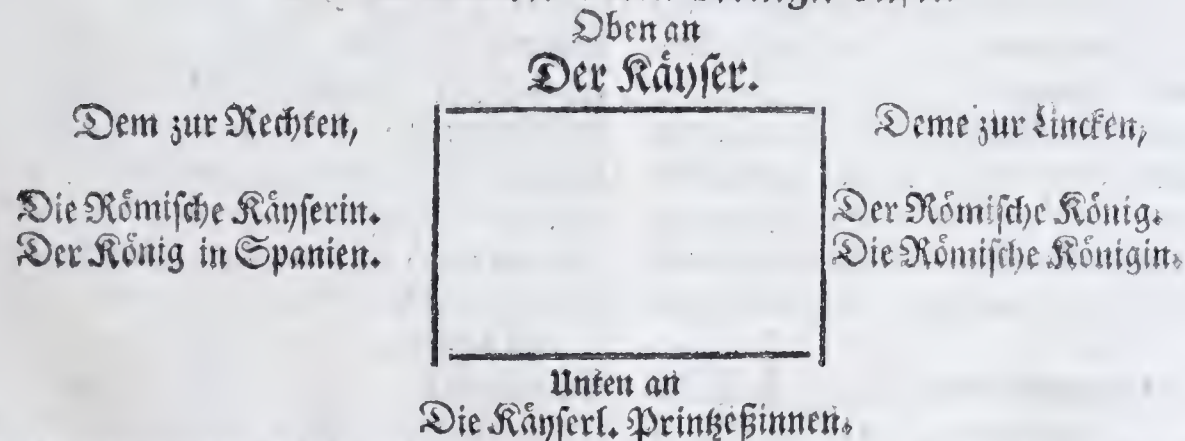 Oben an
Der Käyser.
Dem zur Rechten,
Deme zur Lincken,
Die Römische Käyserin.
Der König in Spanien.
Der Römische König.
Die Römische Königin.
Unten an
Die Käyserl. Printzeßinnen.